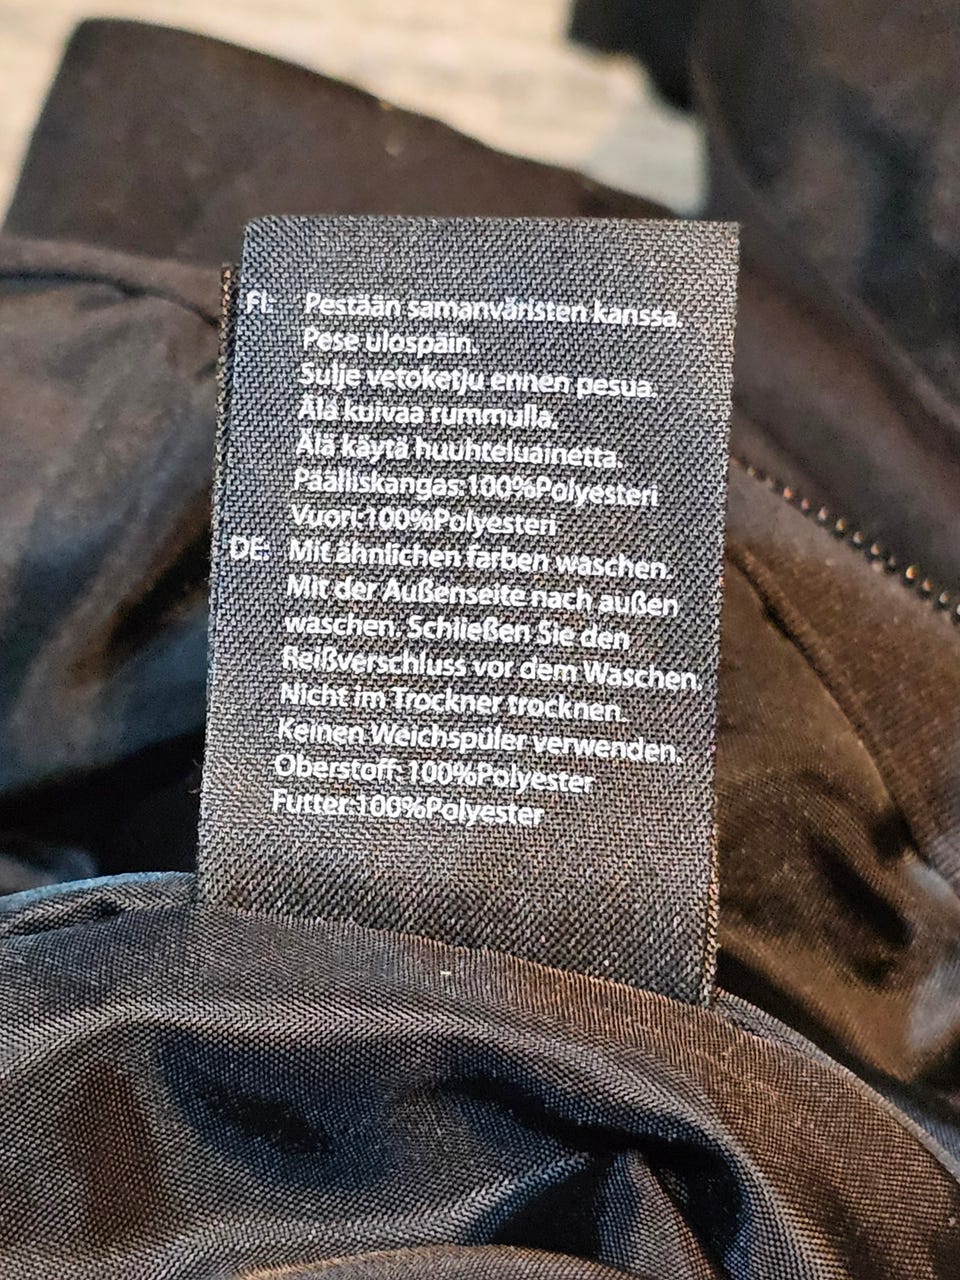 FI: Pestään samanväristen kanssa.
Pese ulospäin.
Sulje vetoketju ennen pesua.
Älä kuivaa rummulla.
Älä käytä huuhteluainetta.
Päälliskangas:100%Polyesteri
Vuori:100%Polyesteri
DE: Mit ähnlichen farben waschen.
Mit der Außenseite nach außen
waschen. Schließen Sie den
Reißverschluss vor dem Waschen.
Nicht im Trockner trocknen.
Keinen Weichspüler verwenden.
Oberstoff: 100%Polyester
Futter:100%Polyester